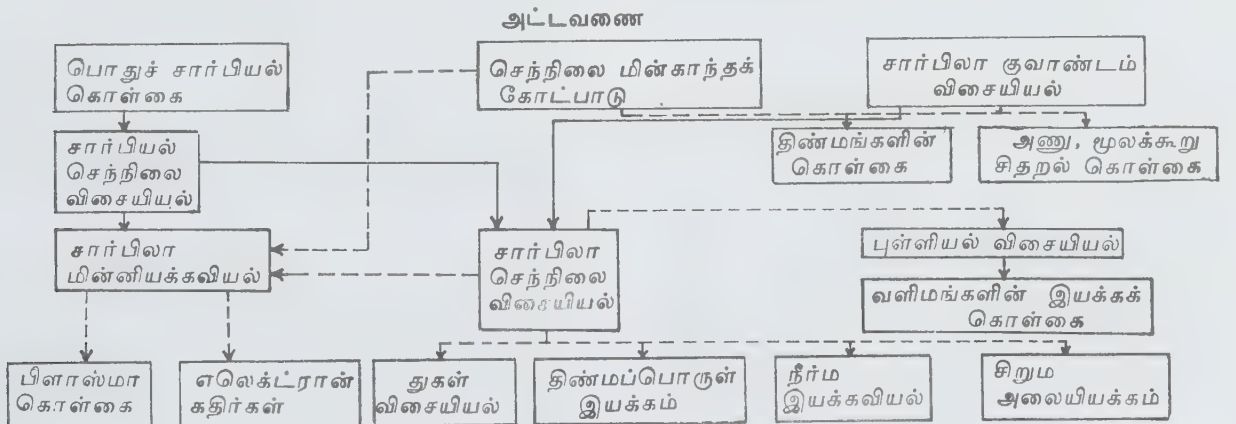 அட்டவணை
பொதுச் சார்பியல்
கொள்கை
செந்நிலை மின்காந்தக்
கோட்பாடு
சார்பிலா குவாண்டம்
விசையியல்
சார்பியல்
செந்நிலை
விசையியல்
திண்மங்களின்
கொள்கை
அணு, மூலக்கூறு
சிதறல் கொள்கை
சார்பிலா
மின்னியக்கவியல்
சார்பிலா
செந்நிலை
விசையியல்
புள்ளியல் விசையியல்
வளிமங்களின் இயக்கக்
கொள்கை
பிளாஸ்மா
கொள்கை
எலெக்ட்ரான்
கதிர்கள்
துகள்
விசையியல்
திண்மப்பொருள்
இயக்கம்
நீர்ம
இயக்கவியல்
சிறும
அலையியக்கம்